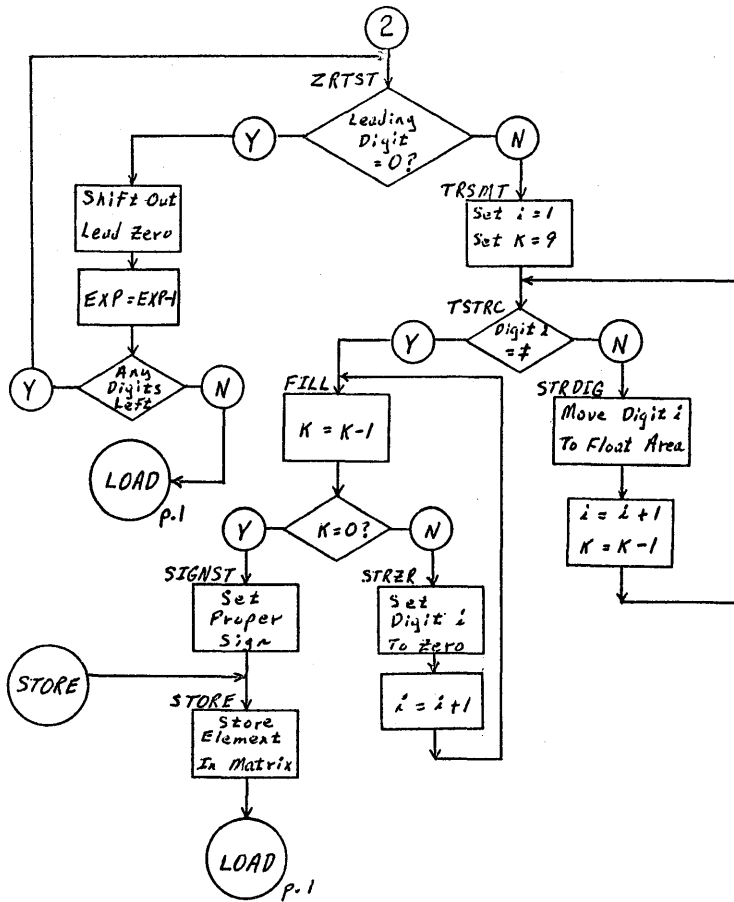 2
ZRTST
Leading
Digit
=0?
Y
N
Shift Out
Lead Zero
TRSMT
Set i=1
Set K=9
EXP=EXP-1
TSTRC
Digit i
=‡
Y
N
Any
Digits
Left
Y
N
FILL
K = K-1
STRDIG
Move Digit i
To Float Area
LOAD
p.1
i = i+1
K = K-1
K=0?
Y
N
SIGNST
Set
Proper
Sign
STRZR
Set
Digit i
To Zero
STORE
STORE
Store
Element
In Matrix
i = i+1
LOAD
p.1